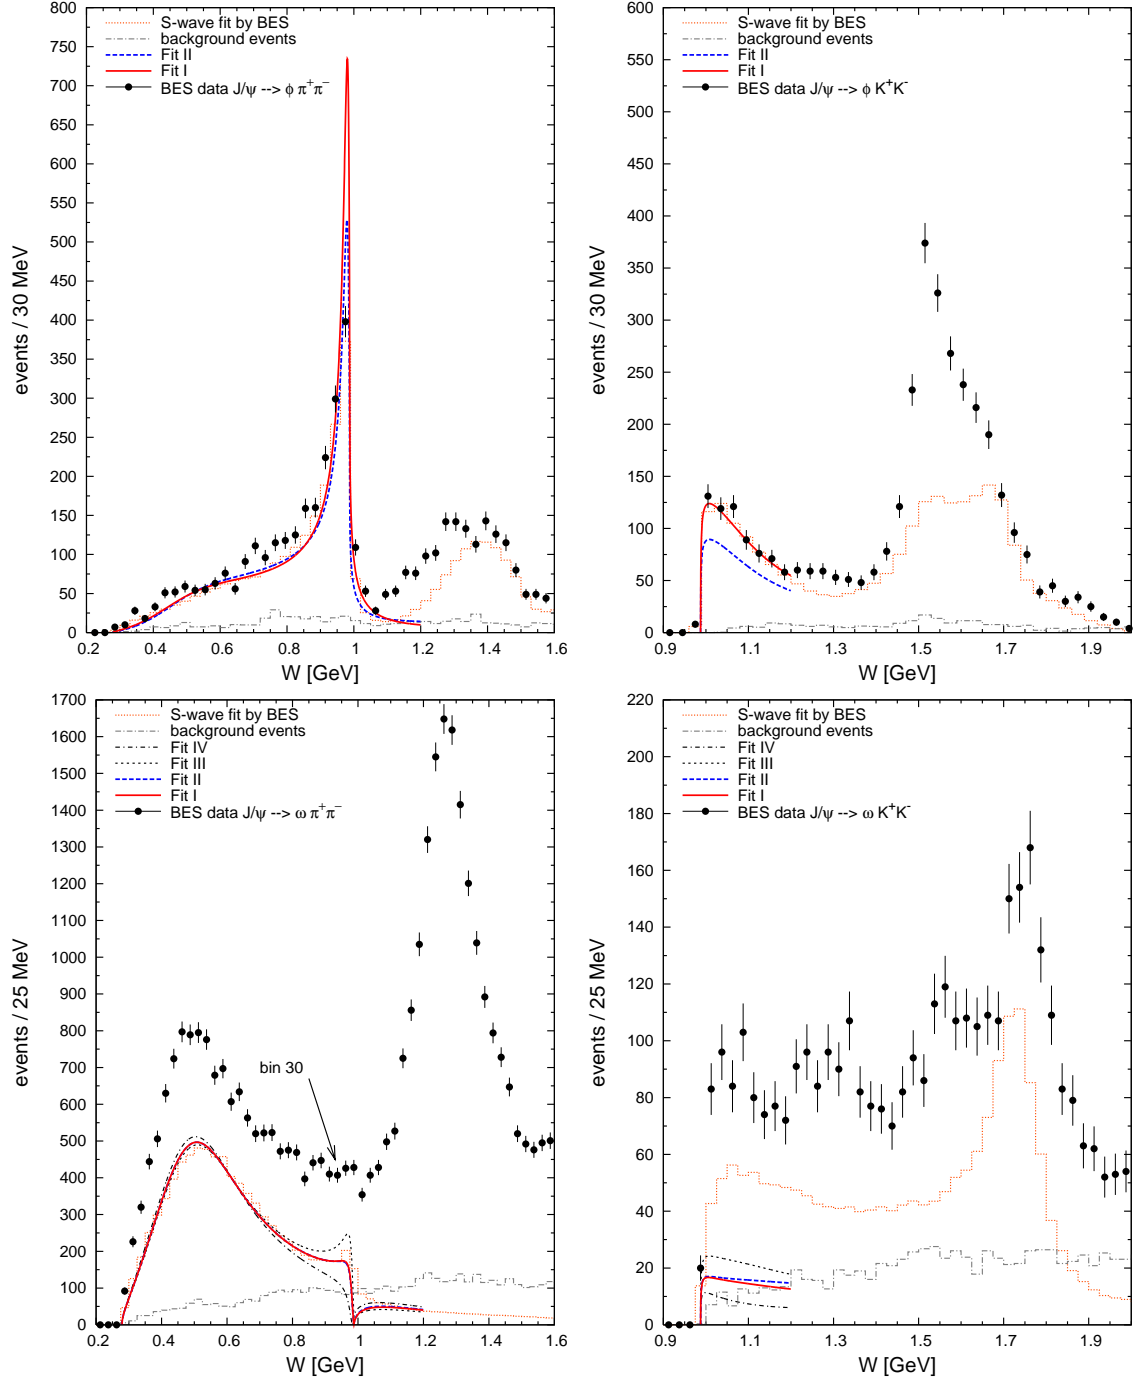 800
750
700
650
600
550
500
450
400
350
300
250
200
150
100
50
0
0.2 0.4 0.6 0.8 1 1.2 1.4 1.6
events / 30 MeV
W [GeV]
S-wave fit by BES
background events
Fit II
Fit I
BES data J/ψ --> ϕ π⁺π⁻
600
550
500
450
400
350
300
250
200
150
100
50
0
0.9 1.1 1.3 1.5 1.7 1.9
events / 30 MeV
W [GeV]
S-wave fit by BES
background events
Fit II
Fit I
BES data J/ψ --> ϕ K⁺K⁻
1700
1600
1500
1400
1300
1200
1100
1000
900
800
700
600
500
400
300
200
100
0
0.2 0.4 0.6 0.8 1 1.2 1.4 1.6
events / 25 MeV
W [GeV]
S-wave fit by BES
background events
Fit IV
Fit III
Fit II
Fit I
BES data J/ψ --> ω π⁺π⁻
bin 30
220
200
180
160
140
120
100
80
60
40
20
0
0.9 1.1 1.3 1.5 1.7 1.9
events / 25 MeV
W [GeV]
S-wave fit by BES
background events
Fit IV
Fit III
Fit II
Fit I
BES data J/ψ --> ω K⁺K⁻